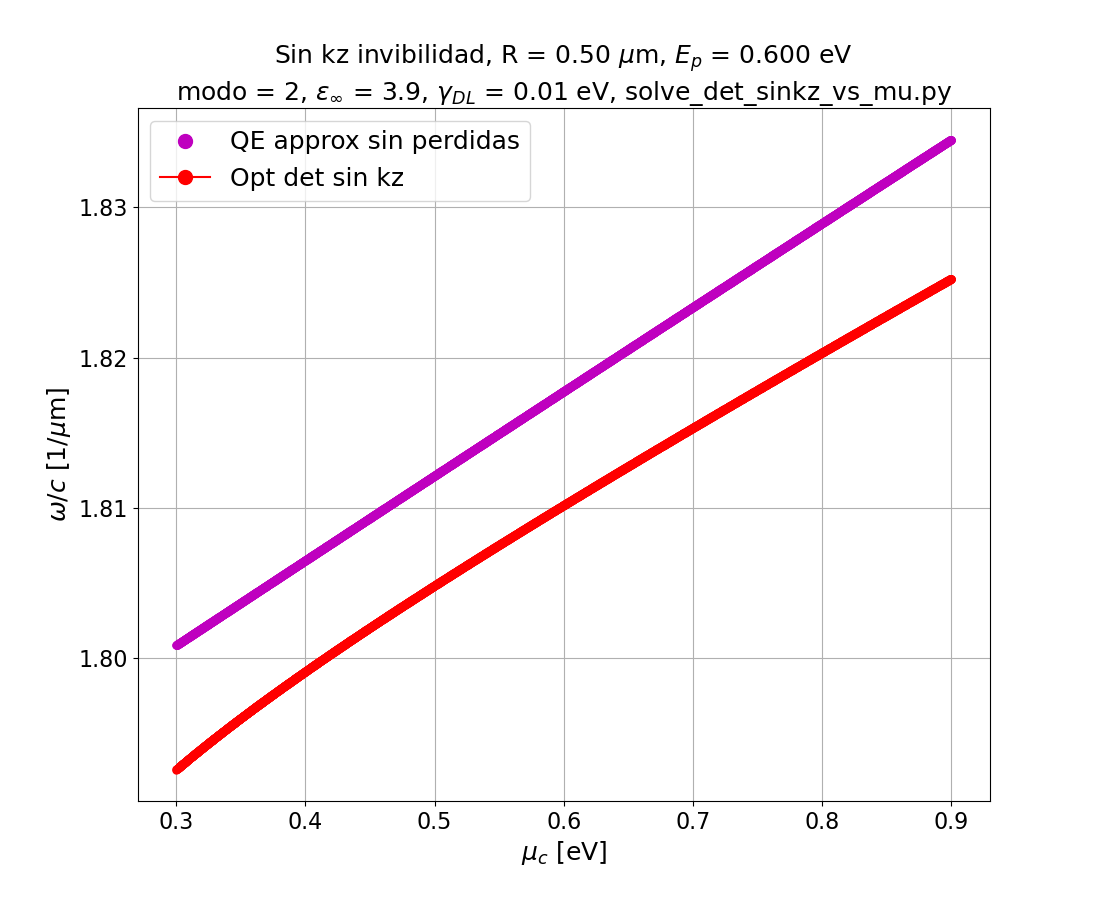 Sin kz invibilidad, R = 0.50 μm, $E_p$ = 0.600 eV
modo = 2, $ε_∞$ = 3.9, $γ_{DL}$ = 0.01 eV, solve_det_sinkz_vs_mu.py
QE approx sin perdidas
Opt det sin kz
1.83
1.82
1.81
1.80
ω/c [1/μm]
0.3 0.4 0.5 0.6 0.7 0.8 0.9
$μ_c$ [eV]